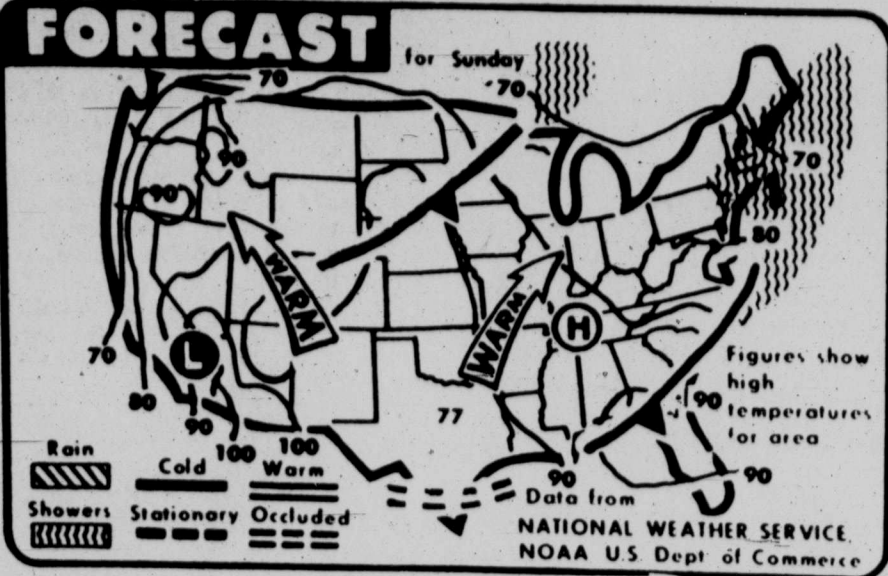 FORECAST
for Sunday
70
70
90
90
70
80
WARM
WARM
H
L
70
80
90
100
100
77
90
90
90
Figures show
high
temperatures
for area
Rain
Cold
Warm
Showers
Stationary
Occluded
Data from
NATIONAL WEATHER SERVICE.
NOAA U.S. Dept of Commerce